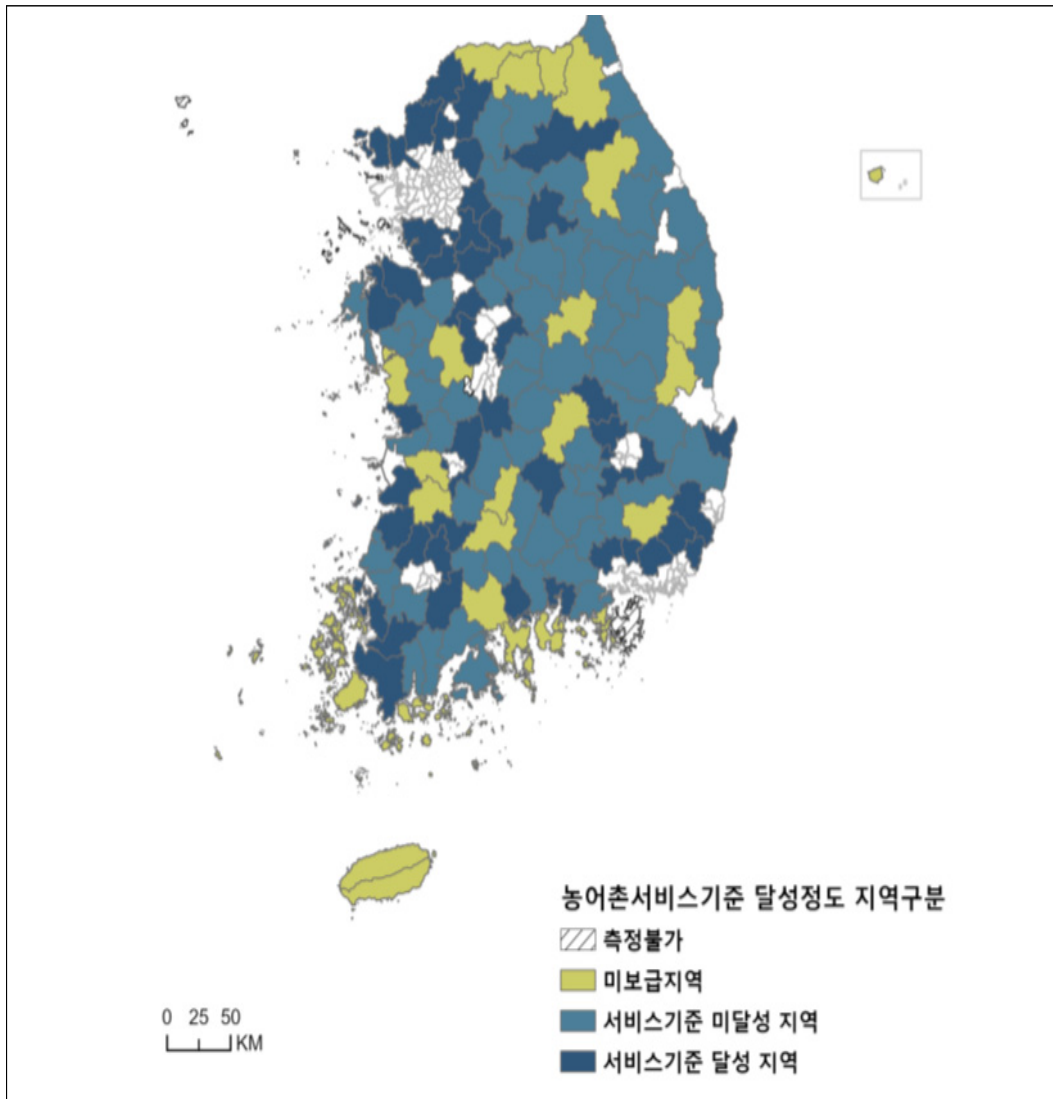 농어촌서비스기준 달성정도 지역구분
측정불가
미보급지역
서비스기준 미달성 지역
서비스기준 달성 지역
0 25 50
KM